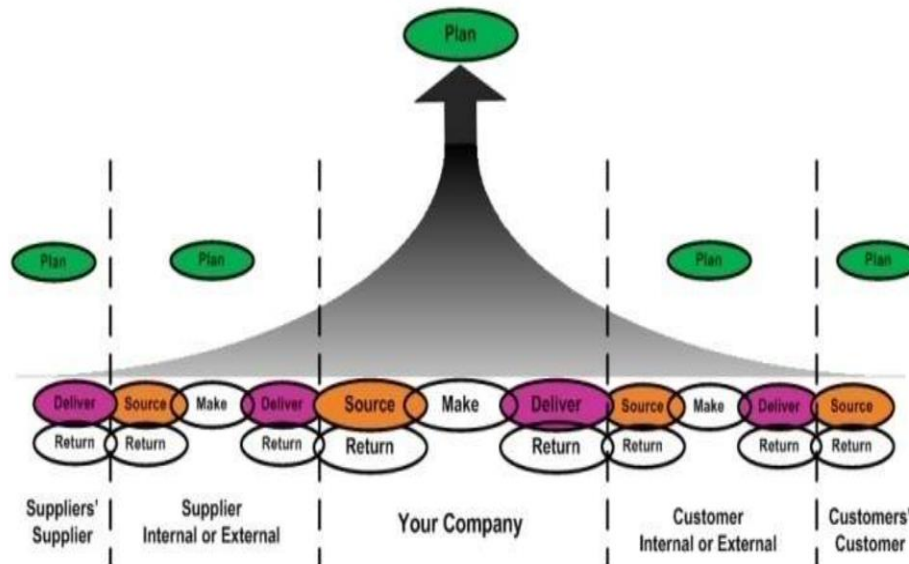 Plan
Plan
Plan
Plan
Plan
Deliver
Source
Make
Deliver
Source
Make
Deliver
Source
Make
Deliver
Source
Return
Return
Return
Return
Return
Return
Return
Return
Suppliers'
Supplier
Supplier
Internal or External
Your Company
Customer
Internal or External
Customers'
Customer